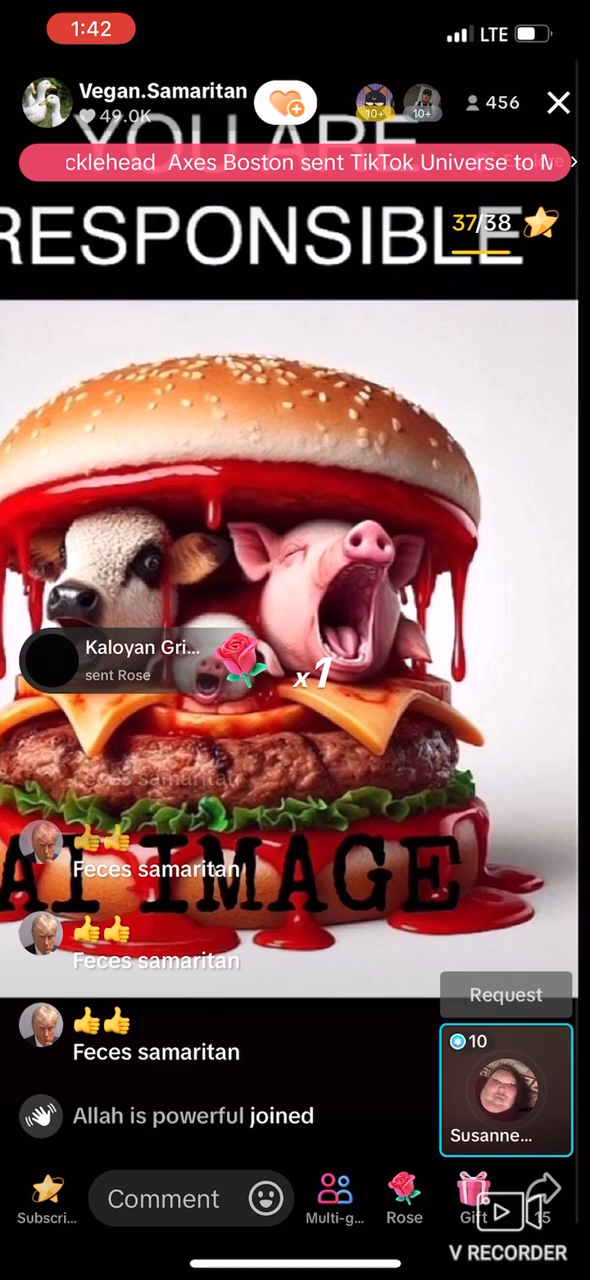 1:42
LTE
Vegan.Samaritan
49.0K
10+
10+
456
YOU ARE
cklehead Axes Boston sent TikTok Universe to M
RESPONSIBLE
37/38
Kaloyan Gri...
sent Rose
x1
Feces samaritan
AI IMAGE
Feces samaritan
Feces samaritan
Request
Feces samaritan
10
Allah is powerful joined
Susanne...
Comment
Subscri...
Multi-g...
Rose
Gift
15
V RECORDER